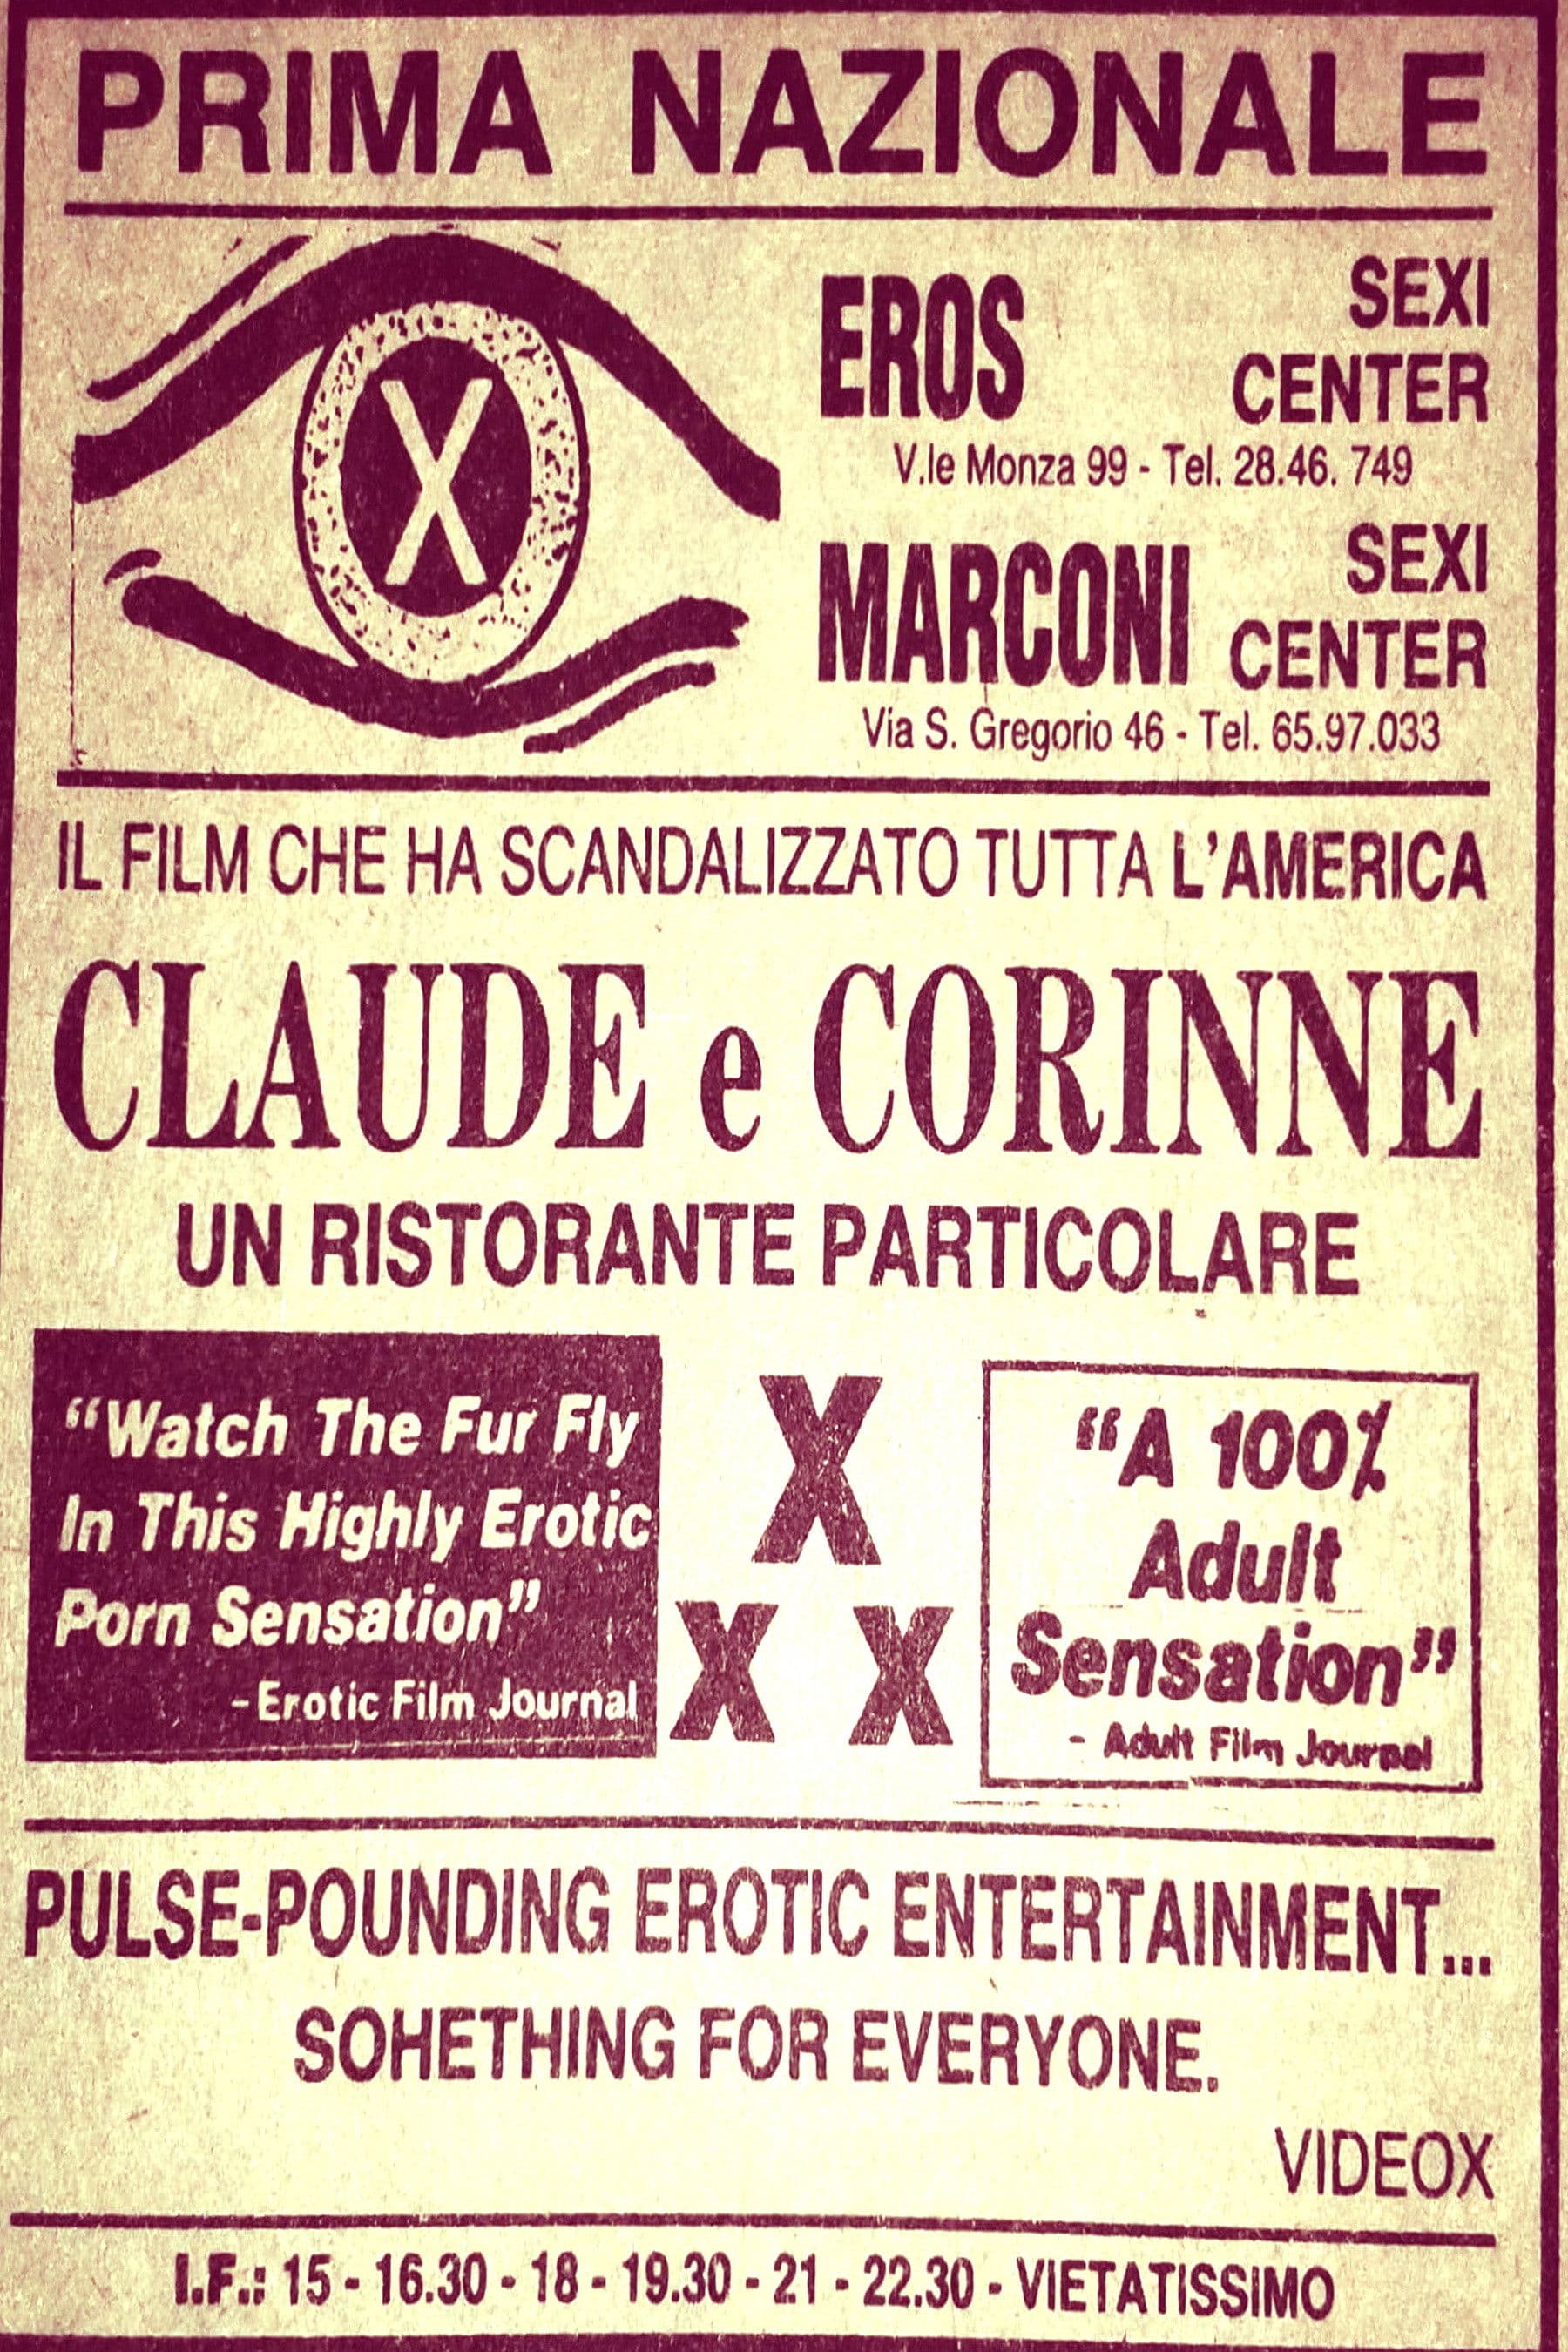 PRIMA NAZIONALE
X
EROS SEXI CENTER
V.le Monza 99 - Tel. 28.46. 749
MARCONI SEXI CENTER
Via S. Gregorio 46 - Tel. 65.97.033
IL FILM CHE HA SCANDALIZZATO TUTTA L'AMERICA
CLAUDE e CORINNE
UN RISTORANTE PARTICOLARE
"Watch The Fur Fly
In This Highly Erotic
Porn Sensation"
- Erotic Film Journal
X
X X
"A 100%
Adult
Sensation"
- Adult Film Journal
PULSE-POUNDING EROTIC ENTERTAINMENT...
SOHETHING FOR EVERYONE.
VIDEOX
I.F.: 15 - 16.30 - 18 - 19.30 - 21 - 22.30 - VIETATISSIMO